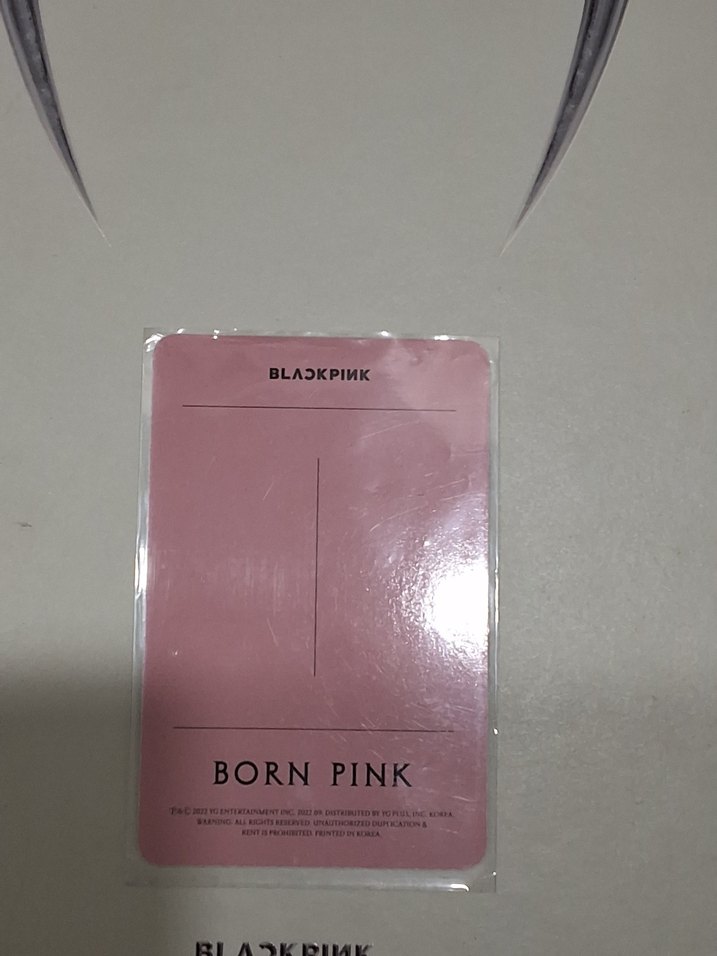 BLACKPINK
BORN PINK
℗& © 2022 YG ENTERTAINMENT INC. 2022 09. DISTRIBUTED BY YG PLUS, INC. KOREA.
WARNING: ALL RIGHTS RESERVED. UNAUTHORIZED DUPLICATION &
RENT IS PROHIBITED. PRINTED IN KOREA.
BLACKPINK